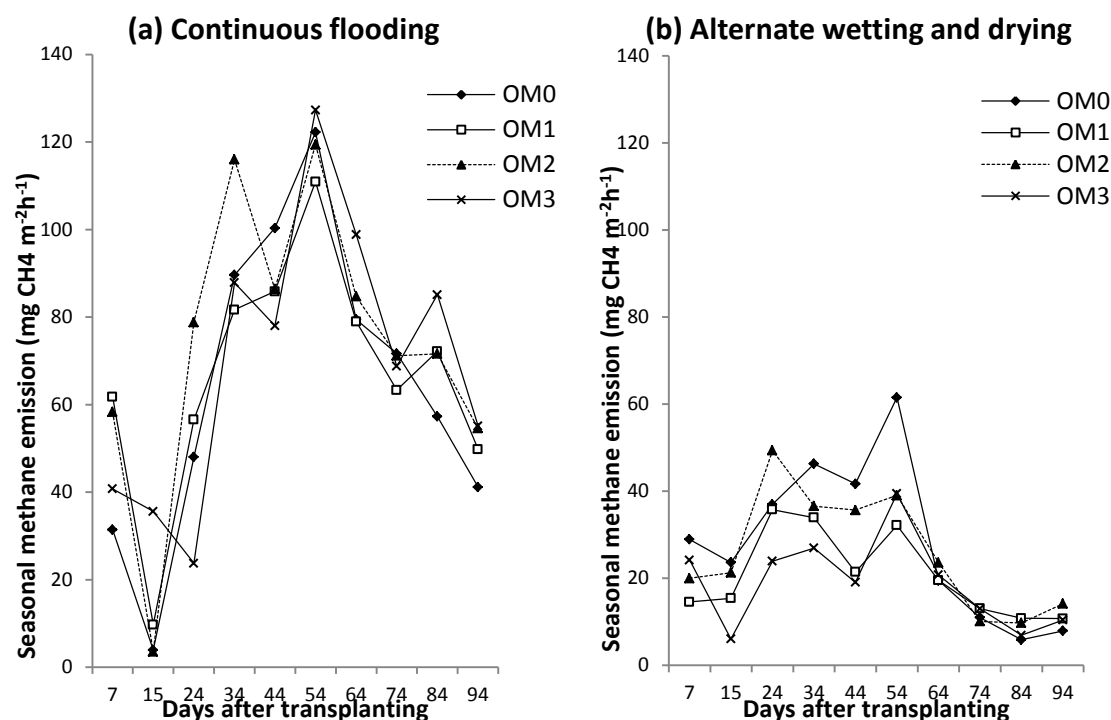 (a) Continuous flooding
140
120
100
80
60
40
20
0
Seasonal methane emission (mg CH4 m-2h-1)
OM0
OM1
OM2
OM3
7 15 24 34 44 54 64 74 84 94
Days after transplanting
(b) Alternate wetting and drying
140
120
100
80
60
40
20
0
Seasonal methane emission (mg CH4 m-2h-1)
OM0
OM1
OM2
OM3
7 15 24 34 44 54 64 74 84 94
Days after transplanting